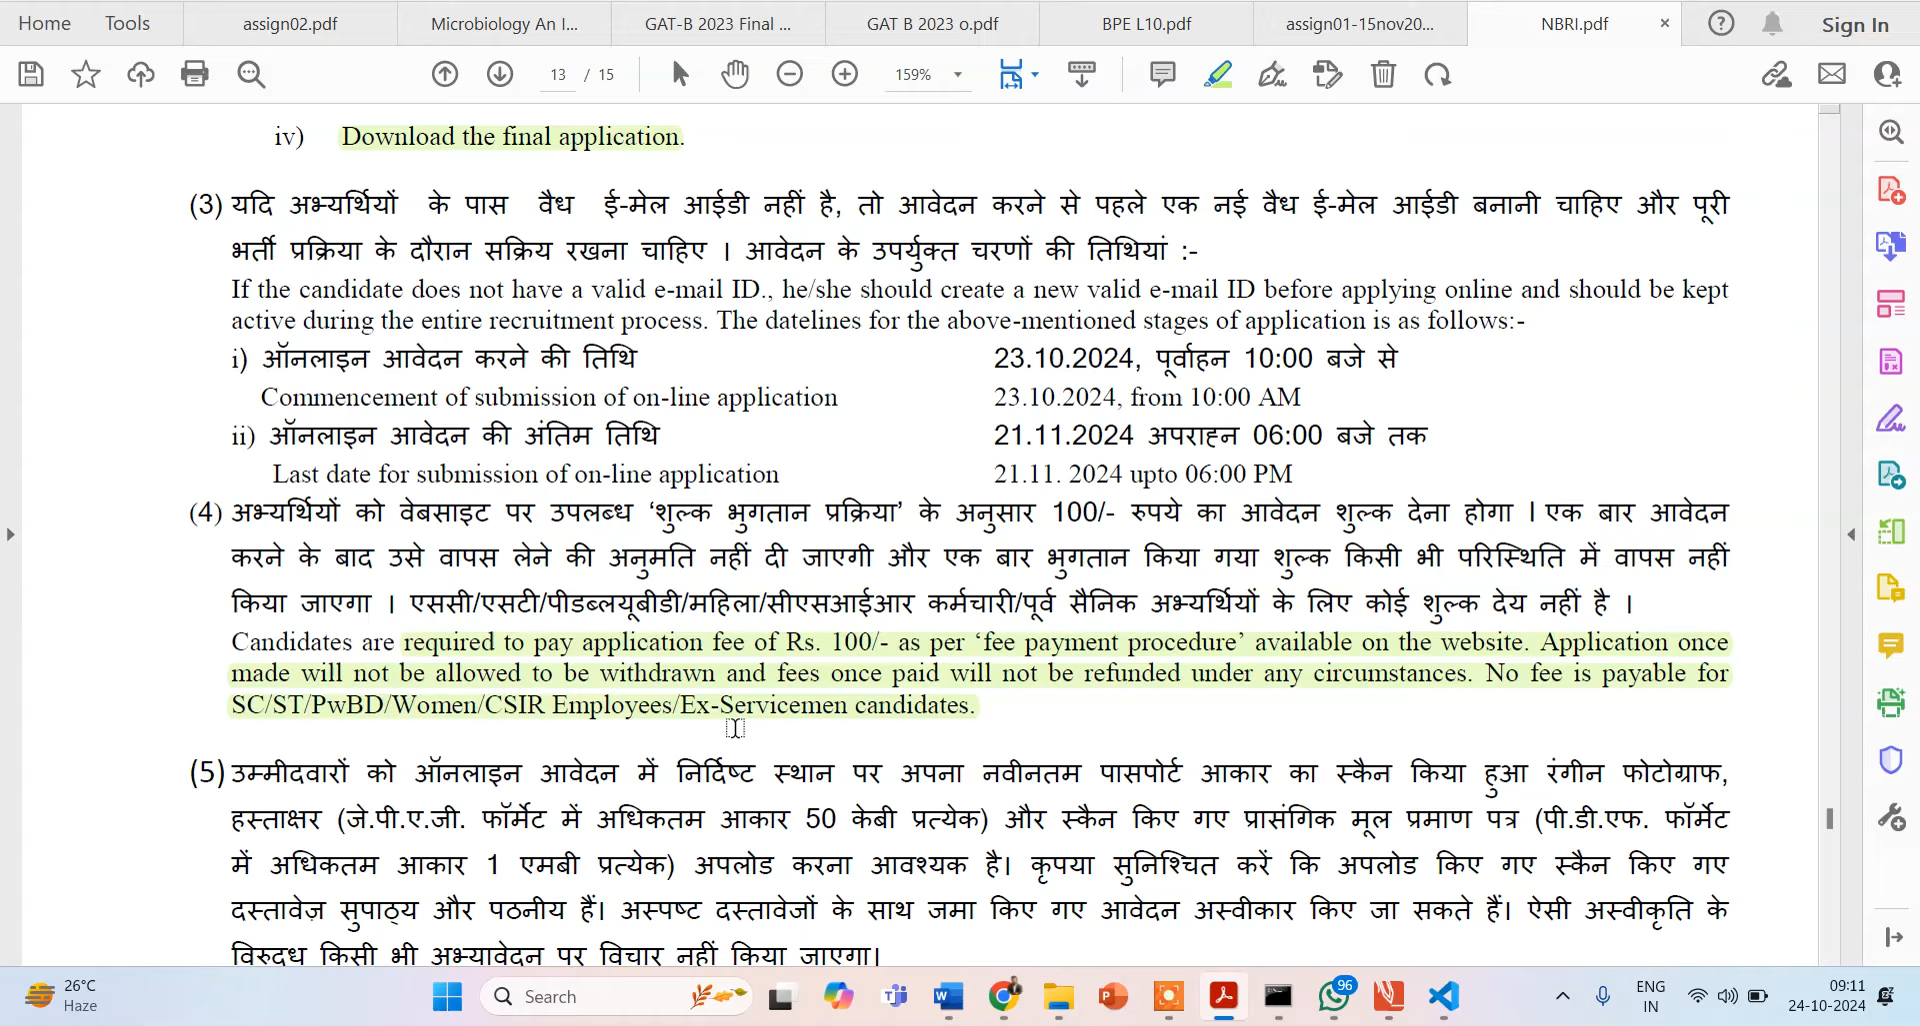 Home Tools assign02.pdf Microbiology An I... GAT-B 2023 Final ... GAT B 2023 o.pdf BPE L10.pdf assign01-15nov20... NBRI.pdf × Sign In
13 / 15 159%
iv) Download the final application.
(3) यदि अभ्यर्थियों के पास वैध ई-मेल आईडी नहीं है, तो आवेदन करने से पहले एक नई वैध ई-मेल आईडी बनानी चाहिए और पूरी
भर्ती प्रक्रिया के दौरान सक्रिय रखना चाहिए । आवेदन के उपर्युक्त चरणों की तिथियां :-
If the candidate does not have a valid e-mail ID., he/she should create a new valid e-mail ID before applying online and should be kept
active during the entire recruitment process. The datelines for the above-mentioned stages of application is as follows:-
i) ऑनलाइन आवेदन करने की तिथि 23.10.2024, पूर्वाहन 10:00 बजे से
Commencement of submission of on-line application 23.10.2024, from 10:00 AM
ii) ऑनलाइन आवेदन की अंतिम तिथि 21.11.2024 अपराह्न 06:00 बजे तक
Last date for submission of on-line application 21.11. 2024 upto 06:00 PM
(4) अभ्यर्थियों को वेबसाइट पर उपलब्ध ‘शुल्क भुगतान प्रक्रिया’ के अनुसार 100/- रुपये का आवेदन शुल्क देना होगा । एक बार आवेदन
करने के बाद उसे वापस लेने की अनुमति नहीं दी जाएगी और एक बार भुगतान किया गया शुल्क किसी भी परिस्थिति में वापस नहीं
किया जाएगा । एससी/एसटी/पीडब्लयूबीडी/महिला/सीएसआईआर कर्मचारी/पूर्व सैनिक अभ्यर्थियों के लिए कोई शुल्क देय नहीं है ।
Candidates are required to pay application fee of Rs. 100/- as per ‘fee payment procedure’ available on the website. Application once
made will not be allowed to be withdrawn and fees once paid will not be refunded under any circumstances. No fee is payable for
SC/ST/PwBD/Women/CSIR Employees/Ex-Servicemen candidates.
(5) उम्मीदवारों को ऑनलाइन आवेदन में निर्दिष्ट स्थान पर अपना नवीनतम पासपोर्ट आकार का स्कैन किया हुआ रंगीन फोटोग्राफ,
हस्ताक्षर (जे.पी.ए.जी. फॉर्मेट में अधिकतम आकार 50 केबी प्रत्येक) और स्कैन किए गए प्रासंगिक मूल प्रमाण पत्र (पी.डी.एफ. फॉर्मेट
में अधिकतम आकार 1 एमबी प्रत्येक) अपलोड करना आवश्यक है। कृपया सुनिश्चित करें कि अपलोड किए गए स्कैन किए गए
दस्तावेज़ सुपाठ्य और पठनीय हैं। अस्पष्ट दस्तावेजों के साथ जमा किए गए आवेदन अस्वीकार किए जा सकते हैं। ऐसी अस्वीकृति के
विरुद्ध किसी भी अभ्यावेदन पर विचार नहीं किया जाएगा।
26°C
Haze
Search
96
ENG
IN
09:11
24-10-2024